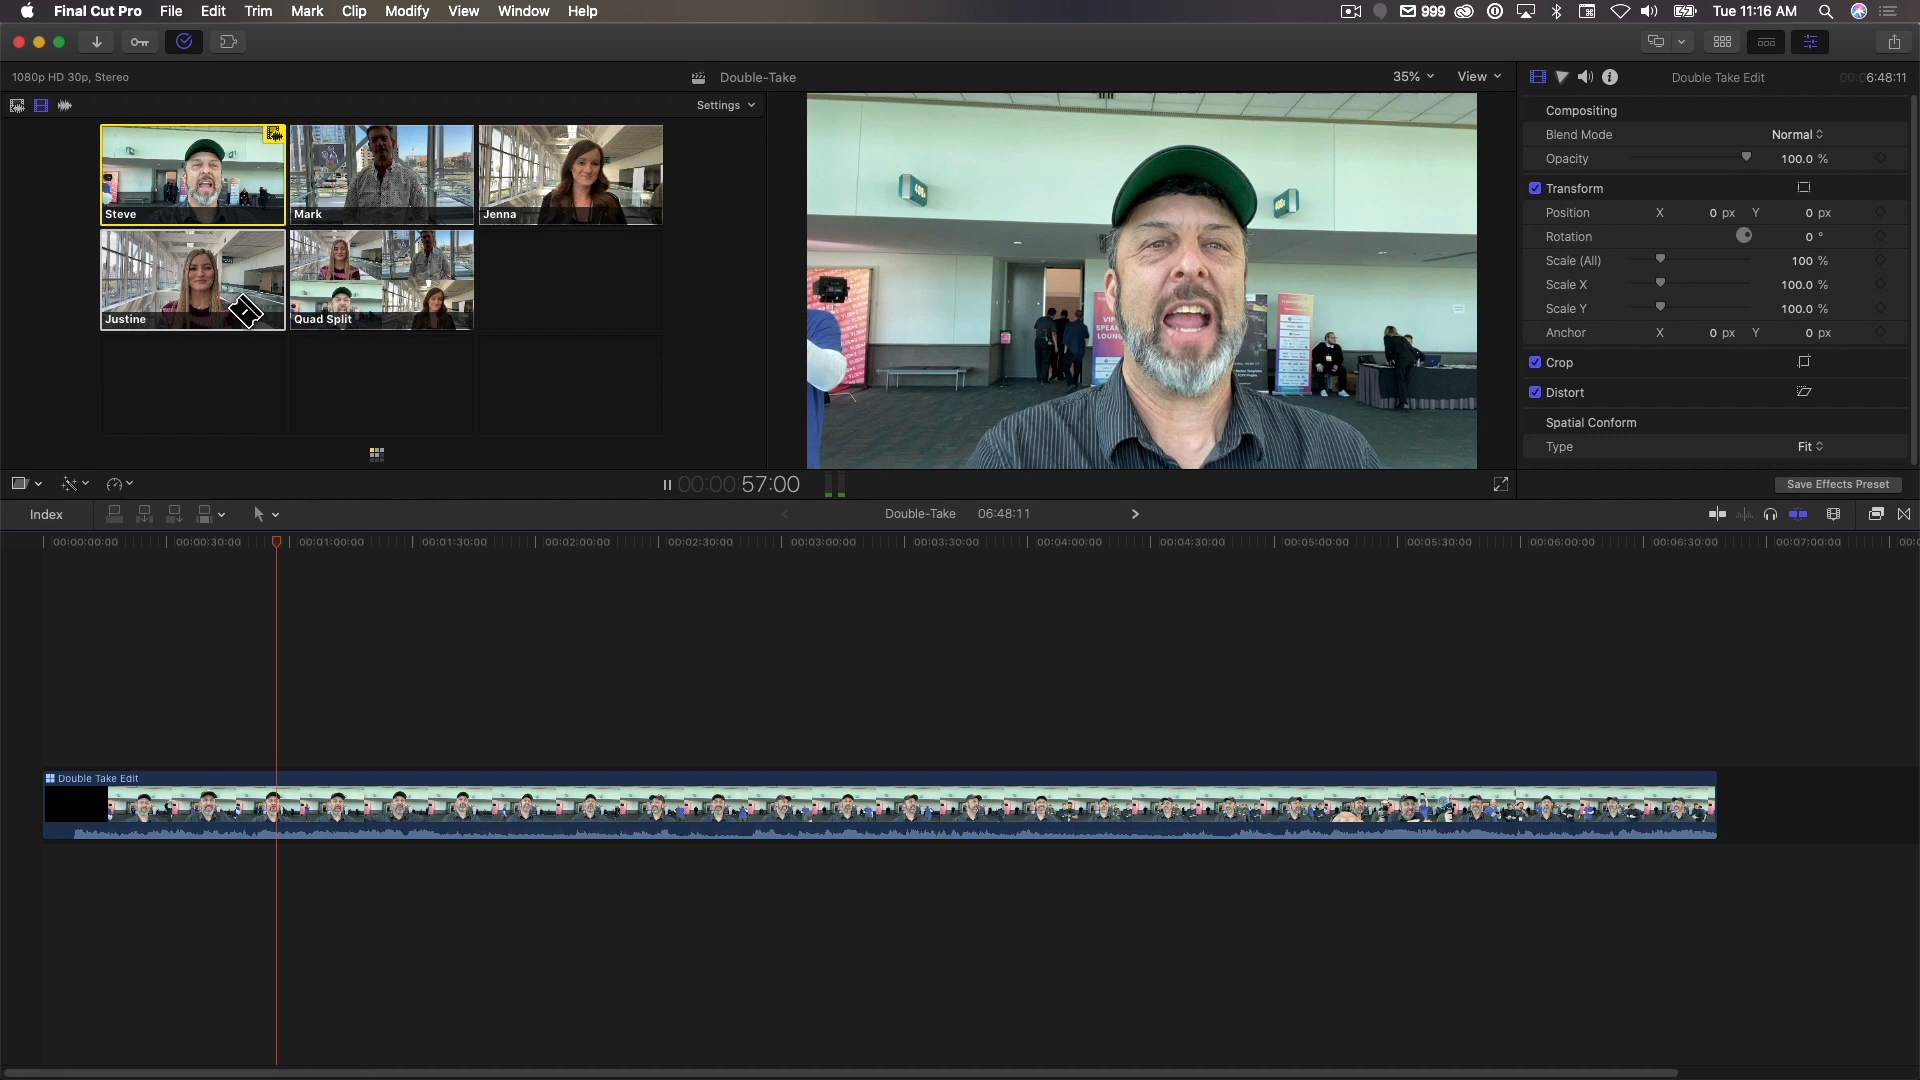 Final Cut Pro File Edit Trim Mark Clip Modify View Window Help 999 Tue 11:16 AM
1080p HD 30p, Stereo Double-Take 35% View Double Take Edit 00:06:48:11
Settings
Compositing
Blend Mode Normal
Opacity 100.0 %
Transform
Position X 0 px Y 0 px
Rotation 0 °
Scale (All) 100 %
Scale X 100.0 %
Scale Y 100.0 %
Anchor X 0 px Y 0 px
Crop
Distort
Spatial Conform
Type Fit
Steve Mark Jenna
Justine Quad Split
00:00:57:00 Save Effects Preset
Index Double-Take 06:48:11
00:00:00:00 00:00:30:00 00:01:00:00 00:01:30:00 00:02:00:00 00:02:30:00 00:03:00:00 00:03:30:00 00:04:00:00 00:04:30:00 00:05:00:00 00:05:30:00 00:06:00:00 00:06:30:00 00:07:00:00
Double Take Edit